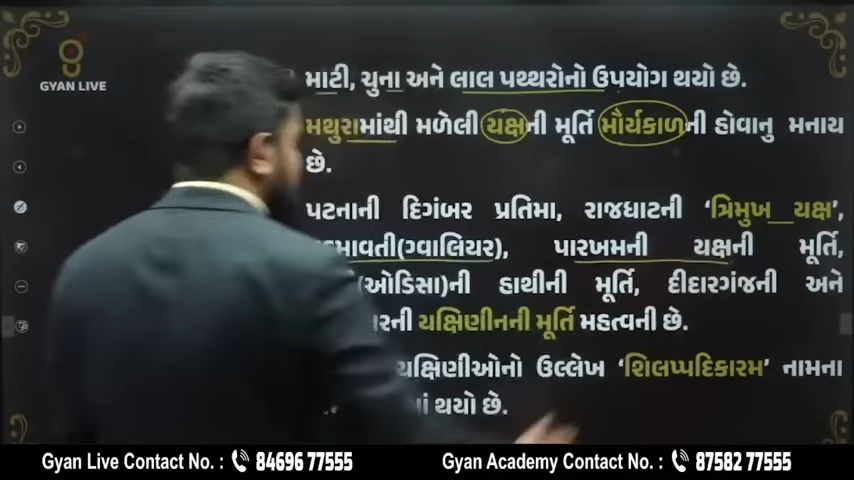 GYAN LIVE
માટી, ચુના અને લાલ પથ્થરોનો ઉપયોગ થયો છે.
મથુરામાંથી મળેલી યક્ષની મૂર્તિ મૌર્યકાળની હોવાનુ મનાય
છે.
પટનાની દિગંબર પ્રતિમા, રાજઘાટની ‘ત્રિમુખ યક્ષ’,
(ગ્વાલિયર), પારખમની યક્ષની મૂર્તિ,
(ઓડિસા)ની હાથીની મૂર્તિ, દીદારગંજની અને
યક્ષિણીનની મૂર્તિ મહત્વની છે.
યક્ષિણીઓનો ઉલ્લેખ ‘શિલપ્પદિકારમ’ નામના
થયો છે.
Gyan Live Contact No. : 84696 77555 Gyan Academy Contact No. : 87582 77555